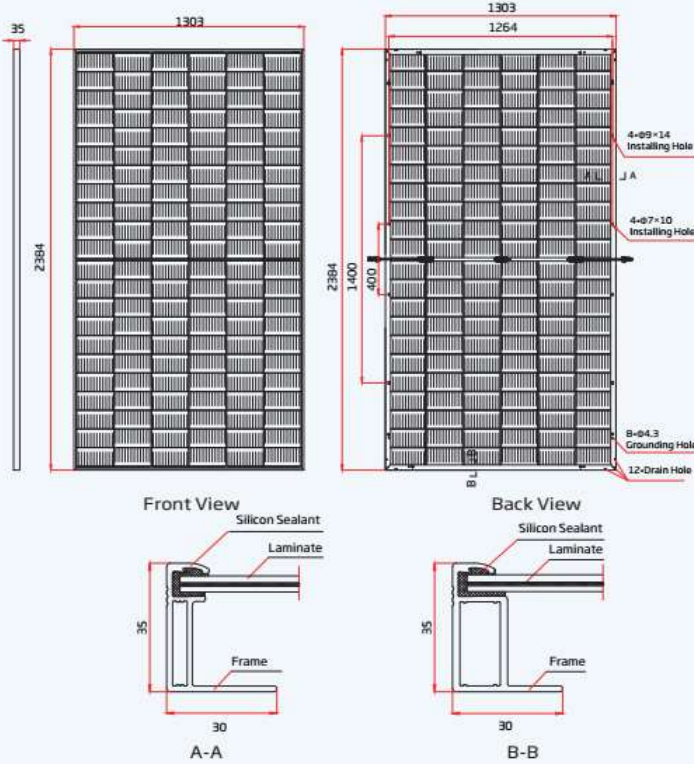 35
1303
2384
Front View
1303
1264
2384
1400
400
4-Φ9×14
Installing Hole
A
A
4-Φ7×10
Installing Hole
8-Φ4.3
Grounding Hole
12-Drain Hole
B
B
Back View
Silicon Sealant
Laminate
35
Frame
30
A-A
Silicon Sealant
Laminate
35
Frame
30
B-B